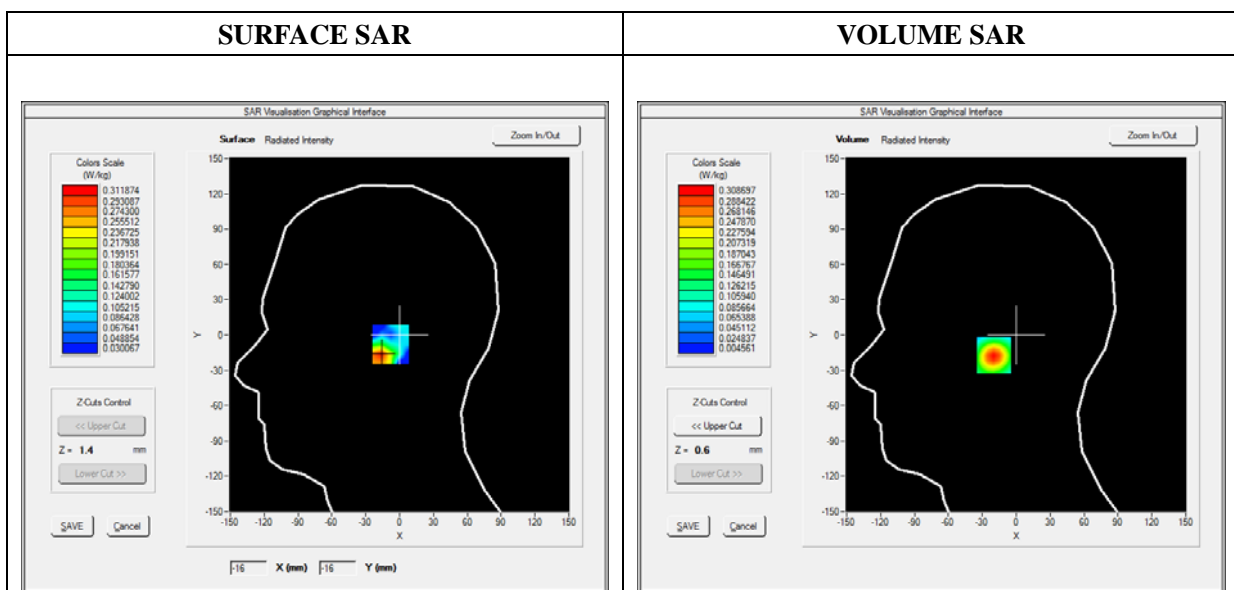 SURFACE SAR
VOLUME SAR
SAR Visualisation Graphical Interface
Surface Radiated Intensity
Zoom In/Out
Colors Scale
(W/kg)
0.311874
0.293087
0.274300
0.255512
0.236725
0.217938
0.199151
0.180364
0.161577
0.142790
0.124002
0.105215
0.086428
0.067641
0.048854
0.030067
Z-Cuts Control
<< Upper Cut
Z = 1.4 mm
Lower Cut >>
SAVE Cancel
150
120
90
60
30
0
-30
-60
-90
-120
-150
Y
-150 -120 -90 -60 -30 0 30 60 90 120 150
X
-16 X (mm) -16 Y (mm)
SAR Visualisation Graphical Interface
Volume Radiated Intensity
Zoom In/Out
Colors Scale
(W/kg)
0.308697
0.288422
0.268146
0.247870
0.227594
0.207319
0.187043
0.166767
0.146491
0.126215
0.105940
0.085664
0.065388
0.045112
0.024837
0.004561
Z-Cuts Control
<< Upper Cut
Z = 0.6 mm
Lower Cut >>
SAVE Cancel
150
120
90
60
30
0
-30
-60
-90
-120
-150
Y
-150 -120 -90 -60 -30 0 30 60 90 120 150
X